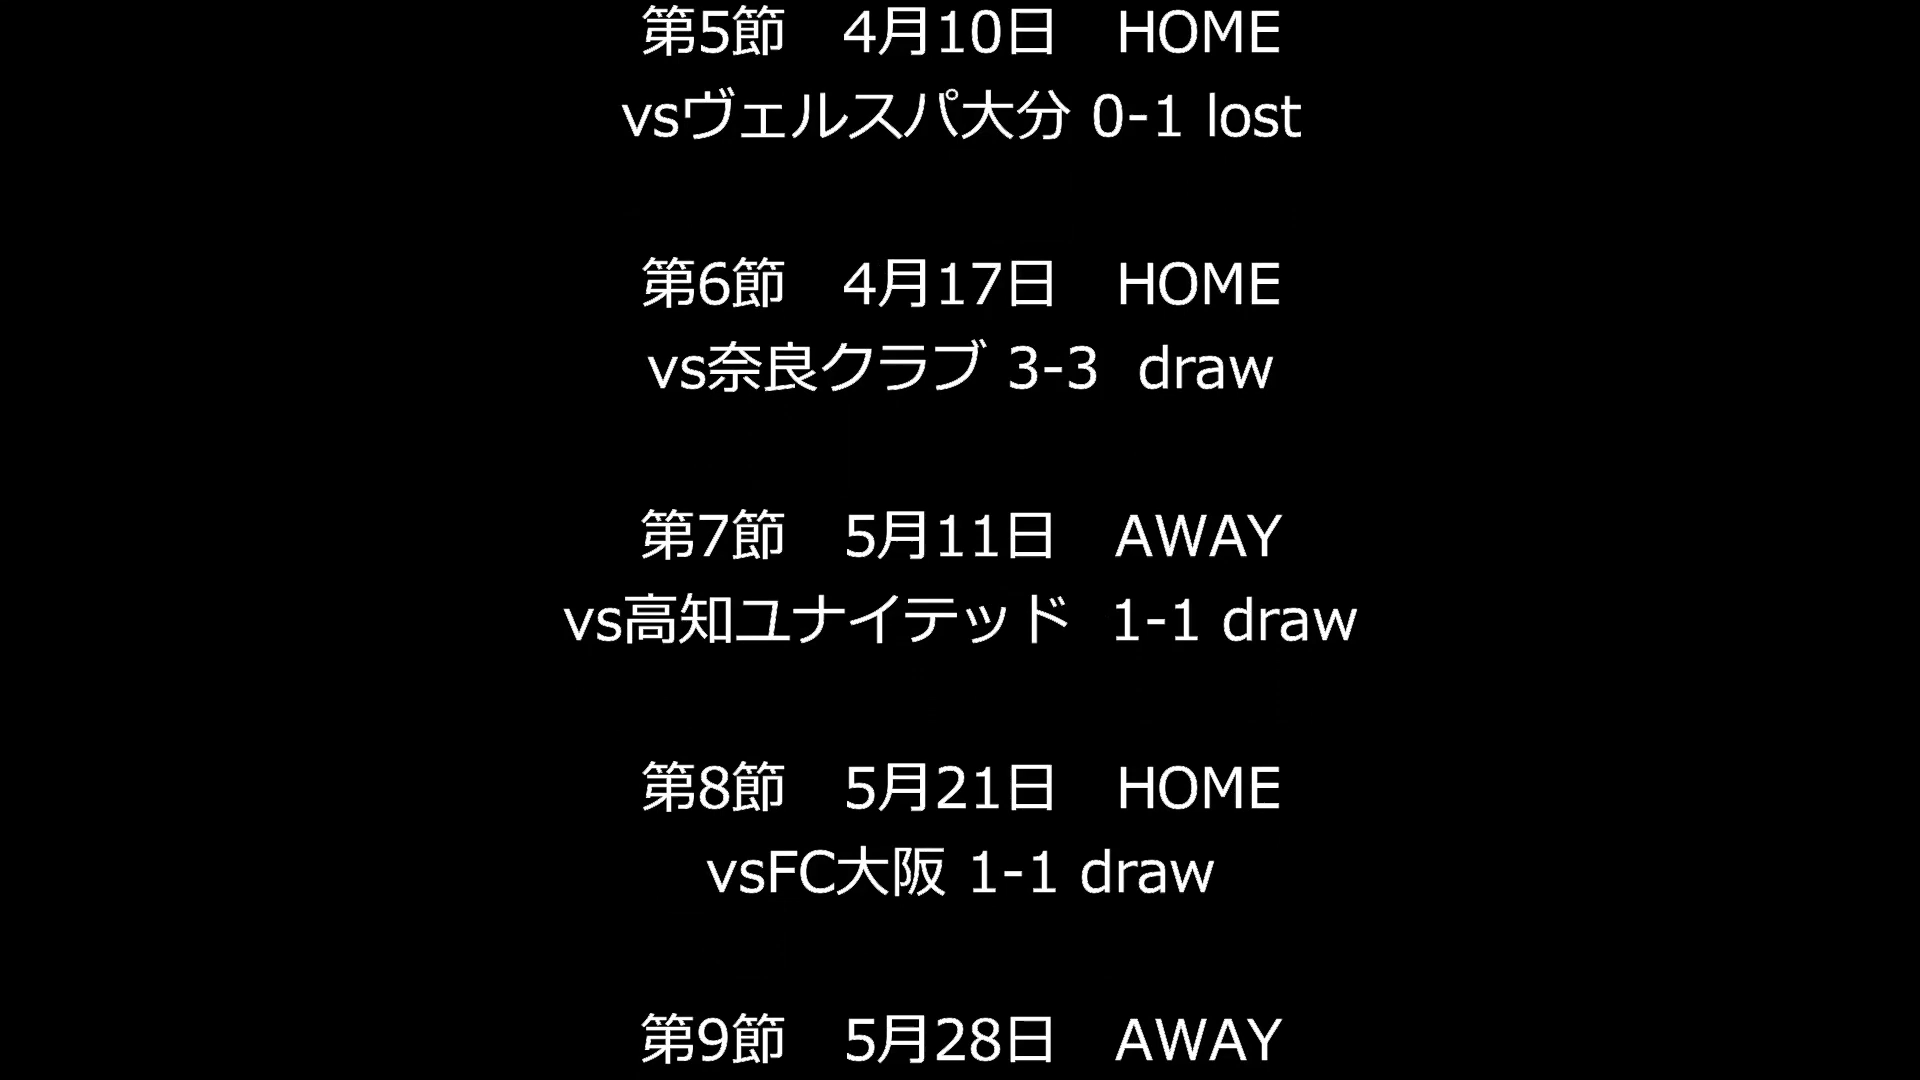 第5節　4月10日　HOME
vsヴェルスパ大分 0-1 lost
第6節　4月17日　HOME
vs奈良クラブ 3-3  draw
第7節　5月11日　AWAY
vs高知ユナイテッド  1-1 draw
第8節　5月21日　HOME
vsFC大阪 1-1 draw
第9節　5月28日　AWAY